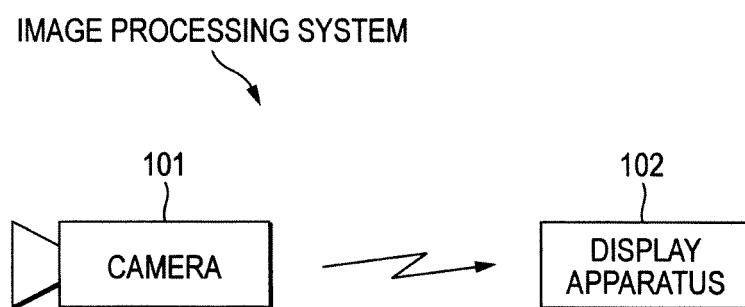 IMAGE PROCESSING SYSTEM
101
102
CAMERA
DISPLAY
APPARATUS